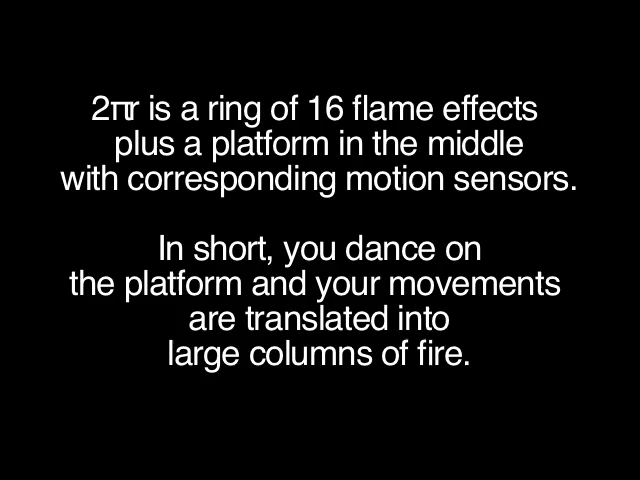 2πr is a ring of 16 flame effects
plus a platform in the middle
with corresponding motion sensors.
In short, you dance on
the platform and your movements
are translated into
large columns of fire.